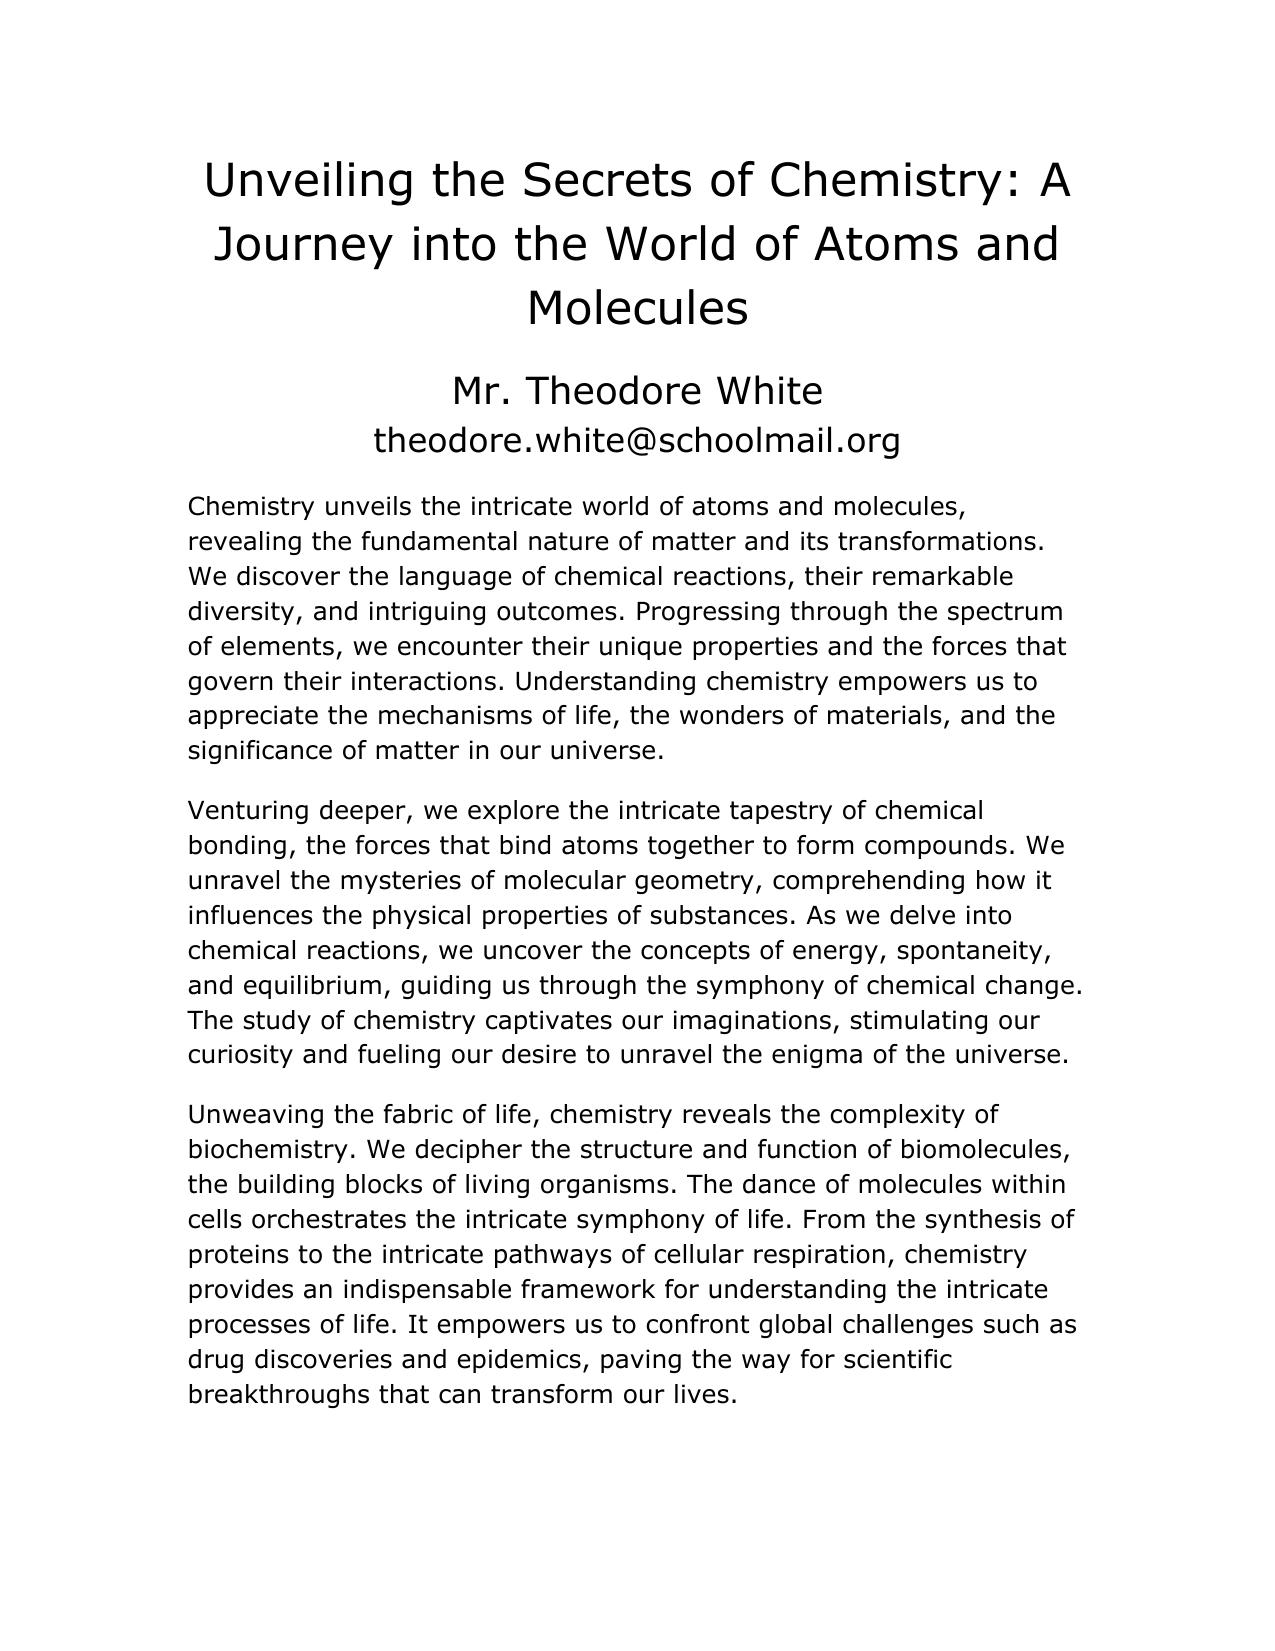 Unveiling the Secrets of Chemistry: A
Journey into the World of Atoms and
Molecules
Mr. Theodore White
theodore.white@schoolmail.org
Chemistry unveils the intricate world of atoms and molecules,
revealing the fundamental nature of matter and its transformations.
We discover the language of chemical reactions, their remarkable
diversity, and intriguing outcomes. Progressing through the spectrum
of elements, we encounter their unique properties and the forces that
govern their interactions. Understanding chemistry empowers us to
appreciate the mechanisms of life, the wonders of materials, and the
significance of matter in our universe.
Venturing deeper, we explore the intricate tapestry of chemical
bonding, the forces that bind atoms together to form compounds. We
unravel the mysteries of molecular geometry, comprehending how it
influences the physical properties of substances. As we delve into
chemical reactions, we uncover the concepts of energy, spontaneity,
and equilibrium, guiding us through the symphony of chemical change.
The study of chemistry captivates our imaginations, stimulating our
curiosity and fueling our desire to unravel the enigma of the universe.
Unweaving the fabric of life, chemistry reveals the complexity of
biochemistry. We decipher the structure and function of biomolecules,
the building blocks of living organisms. The dance of molecules within
cells orchestrates the intricate symphony of life. From the synthesis of
proteins to the intricate pathways of cellular respiration, chemistry
provides an indispensable framework for understanding the intricate
processes of life. It empowers us to confront global challenges such as
drug discoveries and epidemics, paving the way for scientific
breakthroughs that can transform our lives.